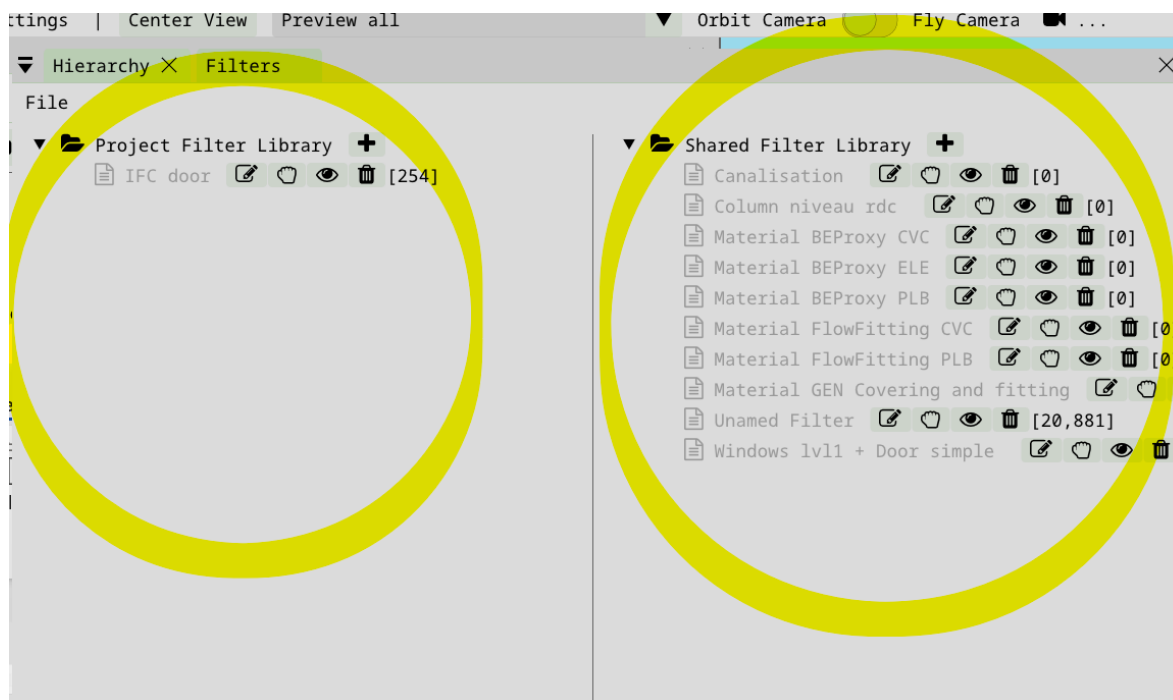 ttings | Center View Preview all Orbit Camera Fly Camera ...
Hierarchy Filters
File
Project Filter Library
IFC door [254]
Shared Filter Library
Canalisation [0]
Column niveau rdc [0]
Material BEProxy CVC [0]
Material BEProxy ELE [0]
Material BEProxy PLB [0]
Material FlowFitting CVC [0
Material FlowFitting PLB [0
Material GEN Covering and fitting
Unamed Filter [20,881]
Windows lvl1 + Door simple